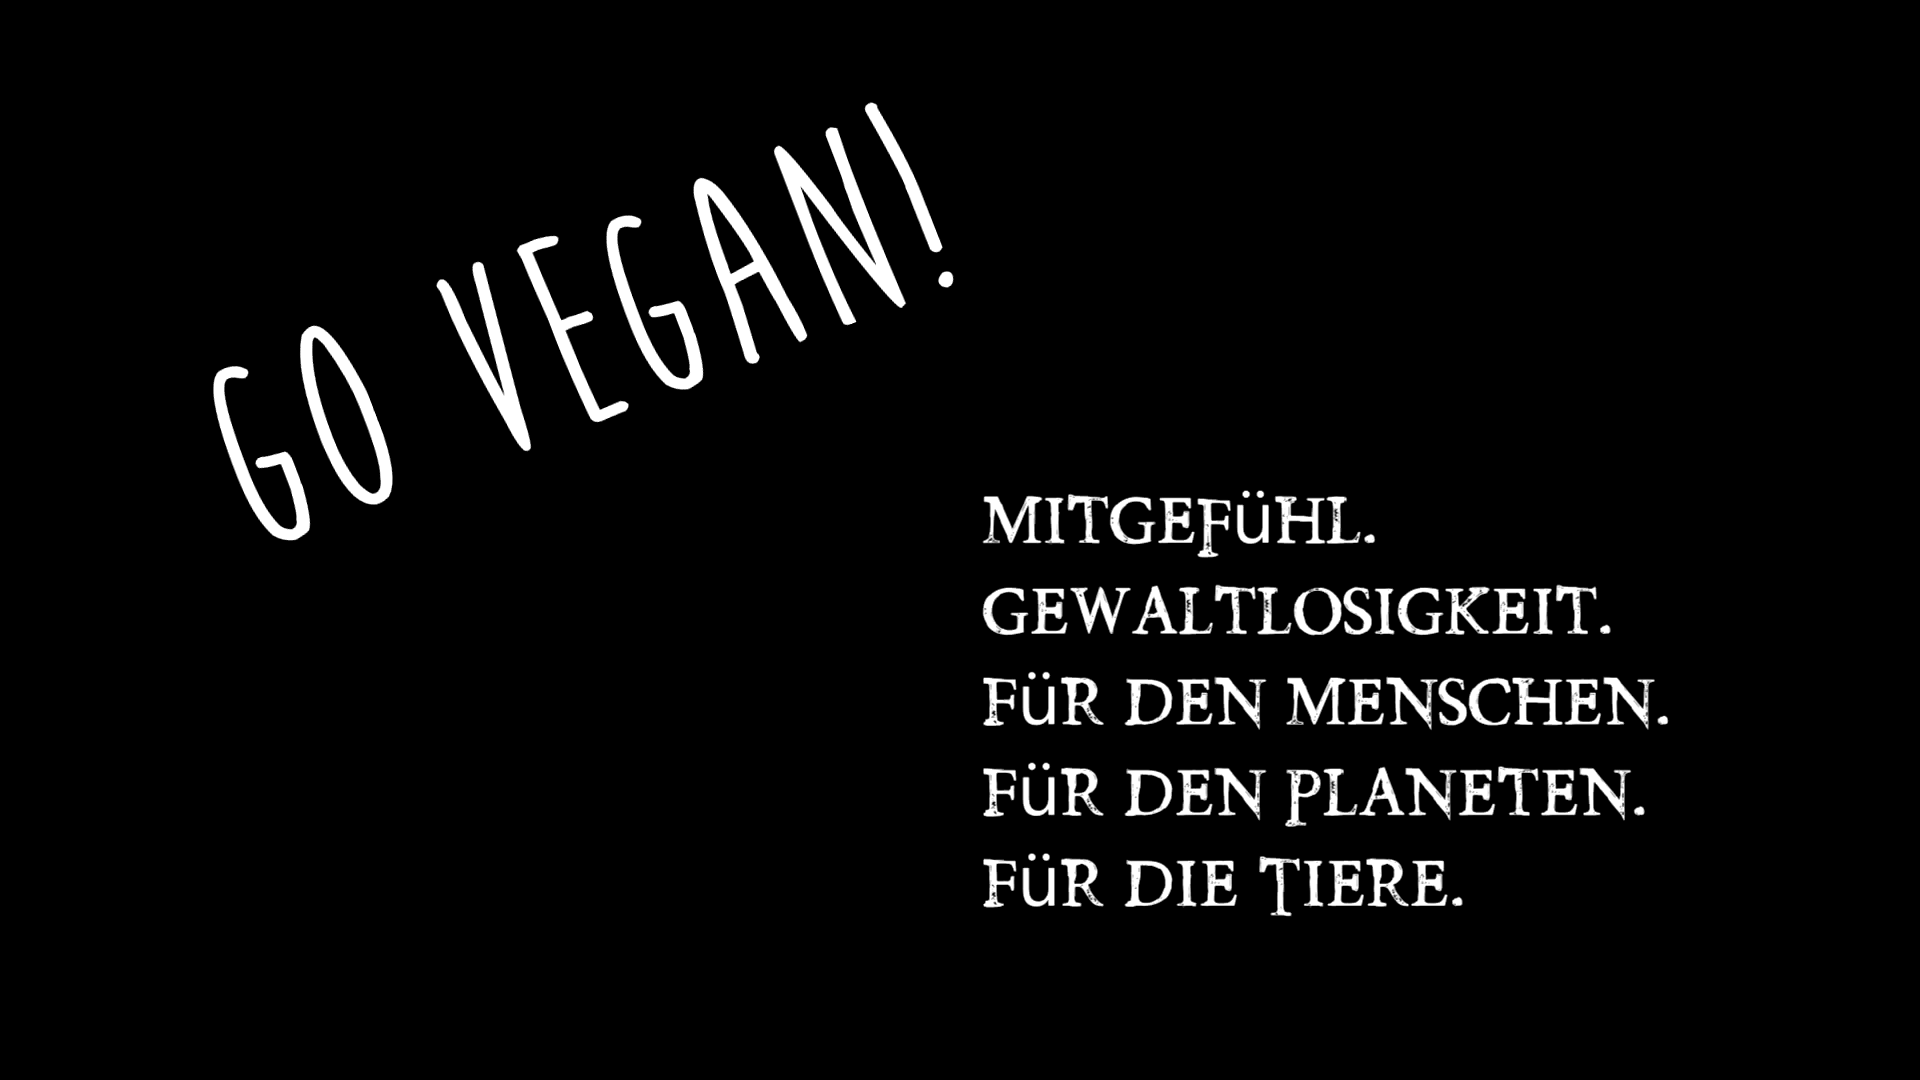 GO VEGAN!
MITGEFÜHL.
GEWALTLOSIGKEIT.
FÜR DEN MENSCHEN.
FÜR DEN PLANETEN.
FÜR DIE TIERE.